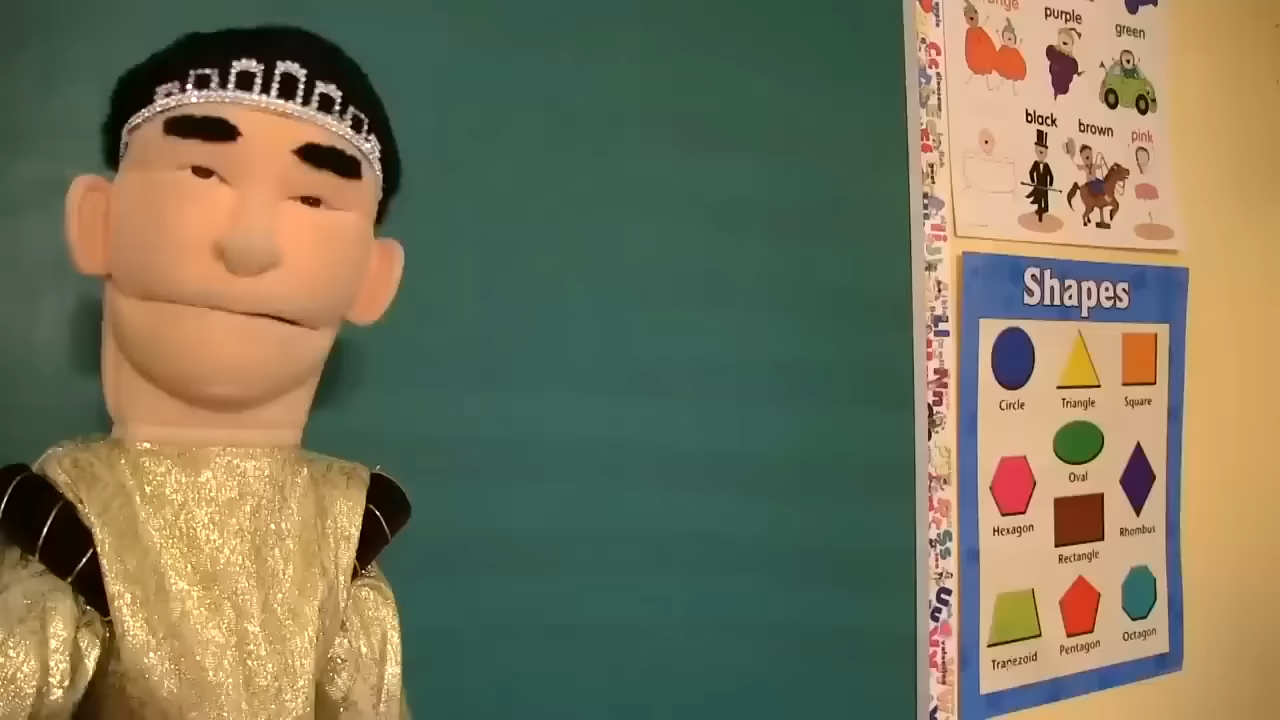 purple
green
black
brown
pink
Shapes
Circle
Triangle
Square
Oval
Hexagon
Rhombus
Rectangle
Trapezoid
Pentagon
Octagon